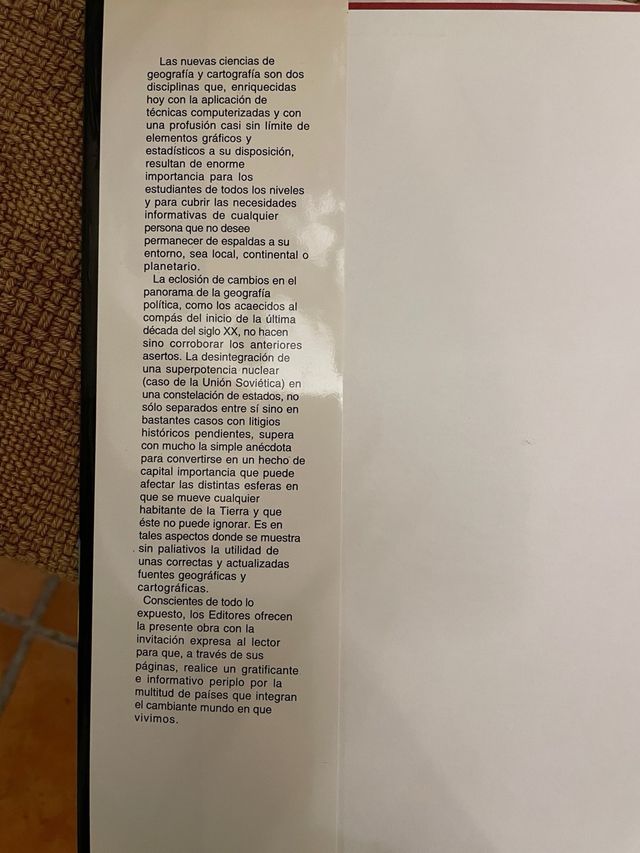 Las nuevas ciencias de
geografía y cartografía son dos
disciplinas que, enriquecidas
hoy con la aplicación de
técnicas computerizadas y con
una profusión casi sin límite de
elementos gráficos y
estadísticos a su disposición,
resultan de enorme
importancia para los
estudiantes de todos los niveles
y para cubrir las necesidades
informativas de cualquier
persona que no desee
permanecer de espaldas a su
entorno, sea local, continental o
planetario.
La eclosión de cambios en el
panorama de la geografía
política, como los acaecidos al
compás del inicio de la última
década del siglo XX, no hacen
sino corroborar los anteriores
asertos. La desintegración de
una superpotencia nuclear
(caso de la Unión Soviética) en
una constelación de estados, no
sólo separados entre sí sino en
bastantes casos con litigios
históricos pendientes, supera
con mucho la simple anécdota
para convertirse en un hecho de
capital importancia que puede
afectar las distintas esferas en
que se mueve cualquier
habitante de la Tierra y que
éste no puede ignorar. Es en
tales aspectos donde se muestra
sin paliativos la utilidad de
unas correctas y actualizadas
fuentes geográficas y
cartográficas.
Conscientes de todo lo
expuesto, los Editores ofrecen
la presente obra con la
invitación expresa al lector
para que, a través de sus
páginas, realice un gratificante
e informativo periplo por la
multitud de países que integran
el cambiante mundo en que
vivimos.